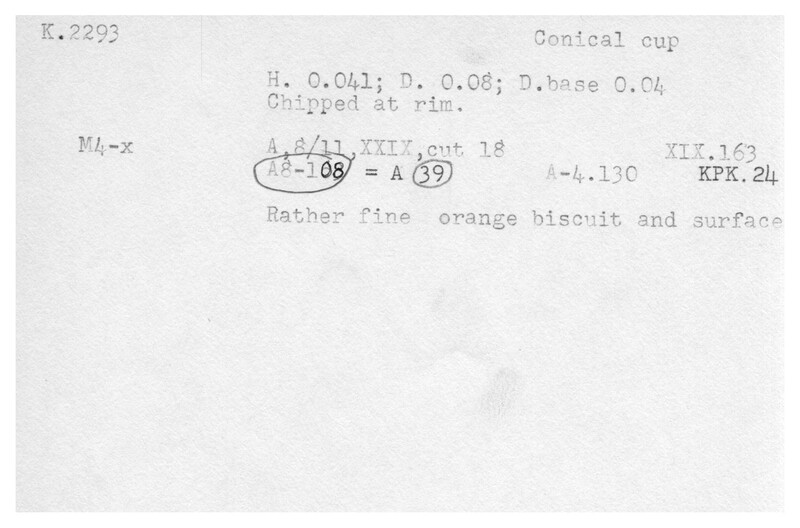 K.2293
Conical cup
H. 0.041; D. 0.08; D.base 0.04
Chipped at rim.
M4-x A,8/11,XXIX,cut 18 XIX.163
A8-108 = A 39 A-4.130 KPK.24
Rather fine orange biscuit and surface